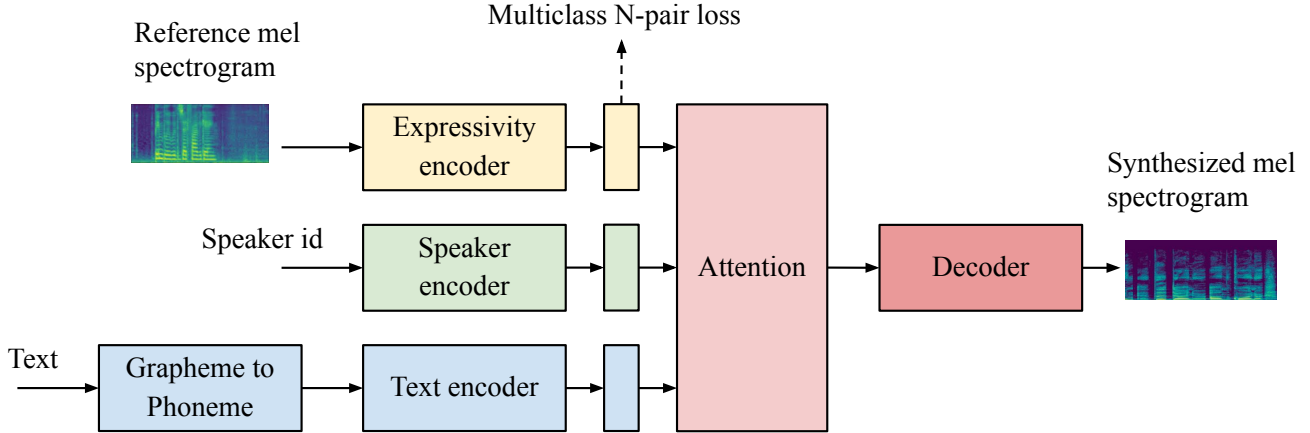 Multiclass N-pair loss
Reference mel
spectrogram
Expressivity
encoder
Synthesized mel
spectrogram
Speaker id
Speaker
encoder
Attention
Decoder
Text
Grapheme to
Phoneme
Text encoder